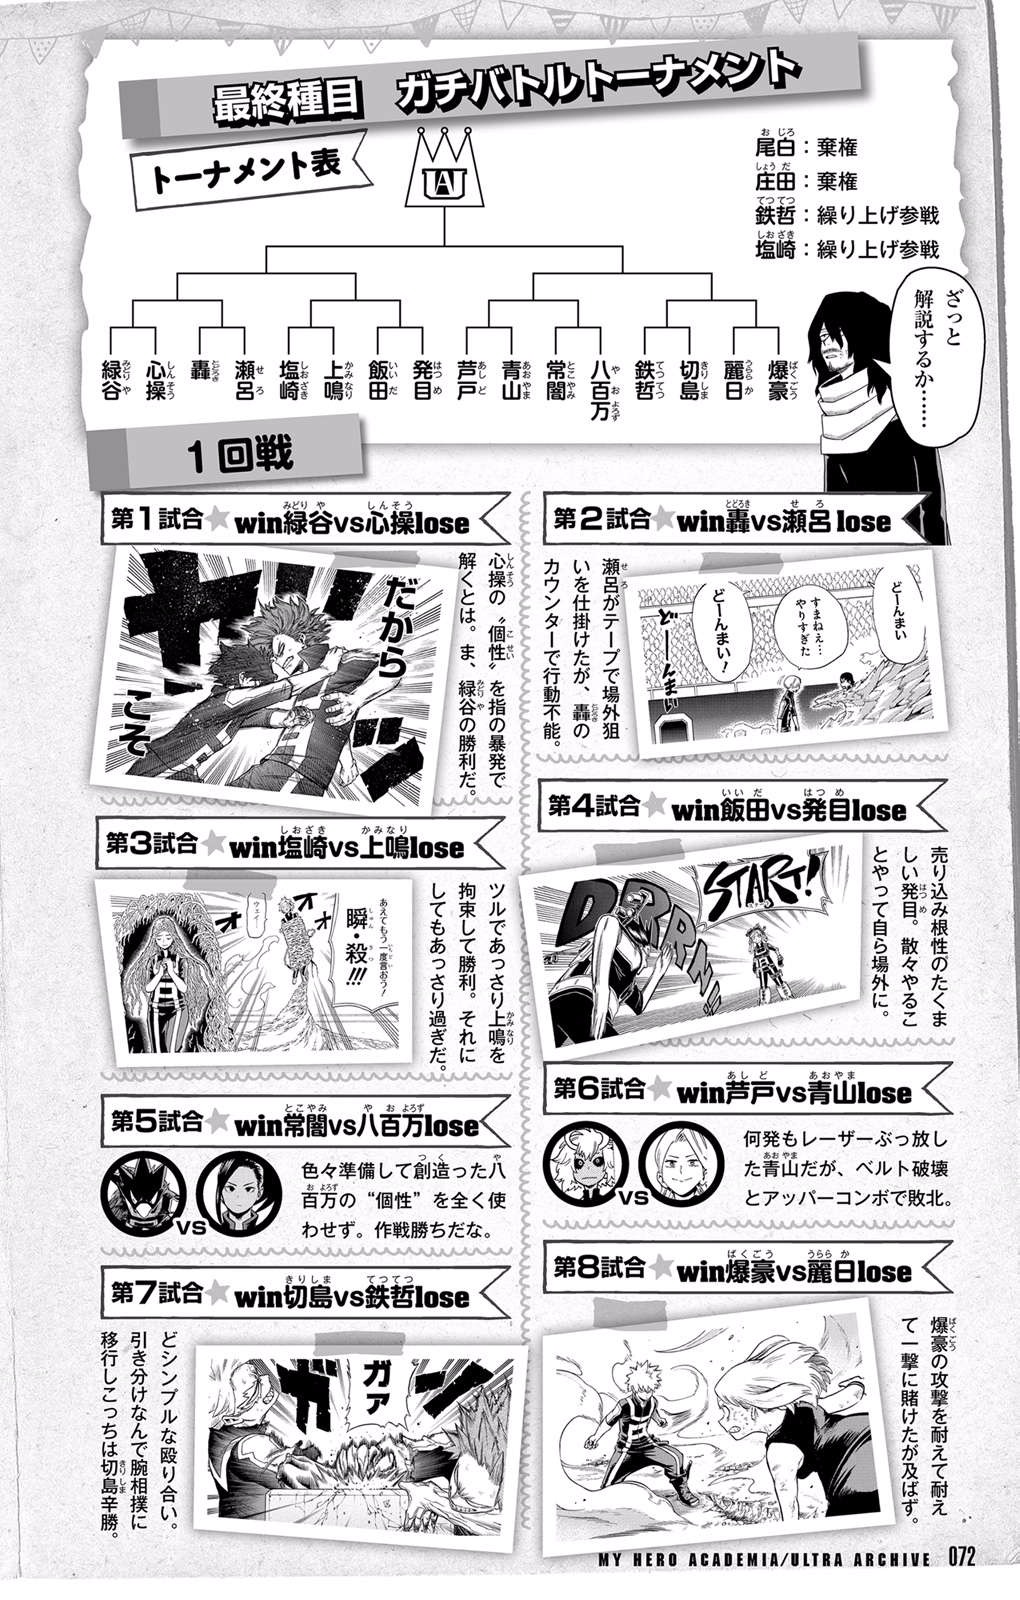 最終種目 ガチバトルトーナメント
トーナメント表
UA
尾白：棄権
庄田：棄権
鉄哲：繰り上げ参戦
塩崎：繰り上げ参戦
ざっと
解説するか……
緑谷
心操
轟
瀬呂
塩崎
上鳴
飯田
発目
芦戸
青山
常闇
八百万
鉄哲
切島
麗日
爆豪
1回戦
第1試合★win緑谷vs心操lose
だから
こそ
心操の〝個性〟を指の暴発で
解くとは。ま、緑谷の勝利だ。
第2試合★win轟vs瀬呂lose
瀬呂がテープで場外狙
いを仕掛けたが、轟の
カウンターで行動不能。
どーんまい
すまねえ…
やりすぎた
どーんまい！
どーんまい
第3試合★win塩崎vs上鳴lose
ウェイ
あえてもう一度言おう！
瞬・殺!!!
ツルであっさり上鳴を
拘束して勝利。それに
してもあっさり過ぎだ。
第4試合★win飯田vs発目lose
START!
売り込み根性のたくま
しい発目。散々やるこ
とやって自ら場外に。
第5試合★win常闇vs八百万lose
VS
色々準備して創造った八
百万の“個性”を全く使
わせず。作戦勝ちだな。
第6試合★win芦戸vs青山lose
VS
何発もレーザーぶっ放し
た青山だが、ベルト破壊
とアッパーコンボで敗北。
第7試合★win切島vs鉄哲lose
ガァン
どシンプルな殴り合い。
引き分けなんで腕相撲に
移行しこっちは切島辛勝。
第8試合★win爆豪vs麗日lose
爆豪の攻撃を耐えて耐え
て一撃に賭けたが及ばず。
MY HERO ACADEMIA/ULTRA ARCHIVE 072